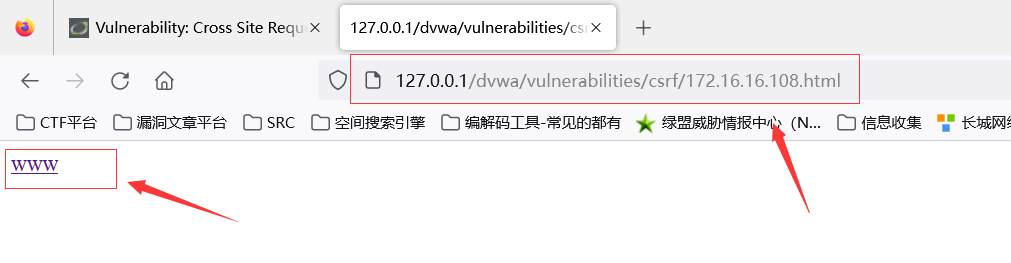 Vulnerability: Cross Site Reque
127.0.0.1/dvwa/vulnerabilities/csr
127.0.0.1/dvwa/vulnerabilities/csrf/172.16.16.108.html
CTF平台 漏洞文章平台 SRC 空间搜索引擎 编解码工具-常见的都有 绿盟威胁情报中心（N... 信息收集 长城网络
www